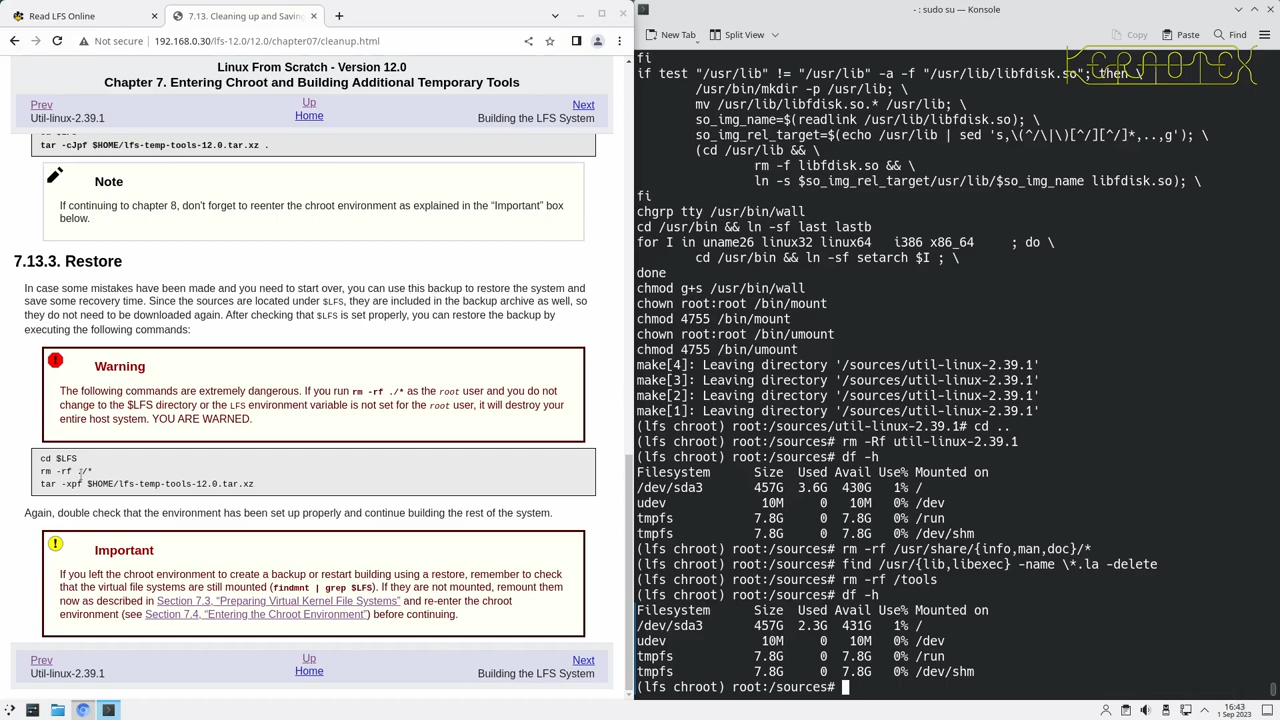 Read LFS Online
7.13. Cleaning up and Saving
Not secure
192.168.0.30/lfs-12.0/12.0/chapter07/cleanup.html
Linux From Scratch - Version 12.0
Chapter 7. Entering Chroot and Building Additional Temporary Tools
Prev Up Next
Util-linux-2.39.1 Home Building the LFS System
cd $LFS
tar -cJpf $HOME/lfs-temp-tools-12.0.tar.xz .
Note
If continuing to chapter 8, don't forget to reenter the chroot environment as explained in the “Important” box
below.
7.13.3. Restore
In case some mistakes have been made and you need to start over, you can use this backup to restore the system and
save some recovery time. Since the sources are located under $LFS, they are included in the backup archive as well, so
they do not need to be downloaded again. After checking that $LFS is set properly, you can restore the backup by
executing the following commands:
Warning
The following commands are extremely dangerous. If you run rm -rf ./* as the root user and you do not
change to the $LFS directory or the LFS environment variable is not set for the root user, it will destroy your
entire host system. YOU ARE WARNED.
cd $LFS
rm -rf ./*
tar -xpf $HOME/lfs-temp-tools-12.0.tar.xz
Again, double check that the environment has been set up properly and continue building the rest of the system.
Important
If you left the chroot environment to create a backup or restart building using a restore, remember to check
that the virtual file systems are still mounted (findmnt | grep $LFS). If they are not mounted, remount them
now as described in Section 7.3, “Preparing Virtual Kernel File Systems” and re-enter the chroot
environment (see Section 7.4, “Entering the Chroot Environment”) before continuing.
Prev Up Next
Util-linux-2.39.1 Home Building the LFS System
- : sudo su — Konsole
New Tab Split View Copy Paste Find
KERNOTEX
fi
if test "/usr/lib" != "/usr/lib" -a -f "/usr/lib/libfdisk.so"; then \
/usr/bin/mkdir -p /usr/lib; \
mv /usr/lib/libfdisk.so.* /usr/lib; \
so_img_name=$(readlink /usr/lib/libfdisk.so); \
so_img_rel_target=$(echo /usr/lib | sed 's,\(^/\|\)[^/][^/]*,..,g'); \
(cd /usr/lib && \
rm -f libfdisk.so && \
ln -s $so_img_rel_target/usr/lib/$so_img_name libfdisk.so); \
fi
chgrp tty /usr/bin/wall
cd /usr/bin && ln -sf last lastb
for I in uname26 linux32 linux64 i386 x86_64 ; do \
cd /usr/bin && ln -sf setarch $I ; \
done
chmod g+s /usr/bin/wall
chown root:root /bin/mount
chmod 4755 /bin/mount
chown root:root /bin/umount
chmod 4755 /bin/umount
make[4]: Leaving directory '/sources/util-linux-2.39.1'
make[3]: Leaving directory '/sources/util-linux-2.39.1'
make[2]: Leaving directory '/sources/util-linux-2.39.1'
make[1]: Leaving directory '/sources/util-linux-2.39.1'
(lfs chroot) root:/sources/util-linux-2.39.1# cd ..
(lfs chroot) root:/sources# rm -Rf util-linux-2.39.1
(lfs chroot) root:/sources# df -h
Filesystem Size Used Avail Use% Mounted on
/dev/sda3 457G 3.6G 430G 1% /
udev 10M 0 10M 0% /dev
tmpfs 7.8G 0 7.8G 0% /run
tmpfs 7.8G 0 7.8G 0% /dev/shm
(lfs chroot) root:/sources# rm -rf /usr/share/{info,man,doc}/*
(lfs chroot) root:/sources# find /usr/{lib,libexec} -name \*.la -delete
(lfs chroot) root:/sources# rm -rf /tools
(lfs chroot) root:/sources# df -h
Filesystem Size Used Avail Use% Mounted on
/dev/sda3 457G 2.3G 431G 1% /
udev 10M 0 10M 0% /dev
tmpfs 7.8G 0 7.8G 0% /run
tmpfs 7.8G 0 7.8G 0% /dev/shm
(lfs chroot) root:/sources#
16:43
1 Sep 2023